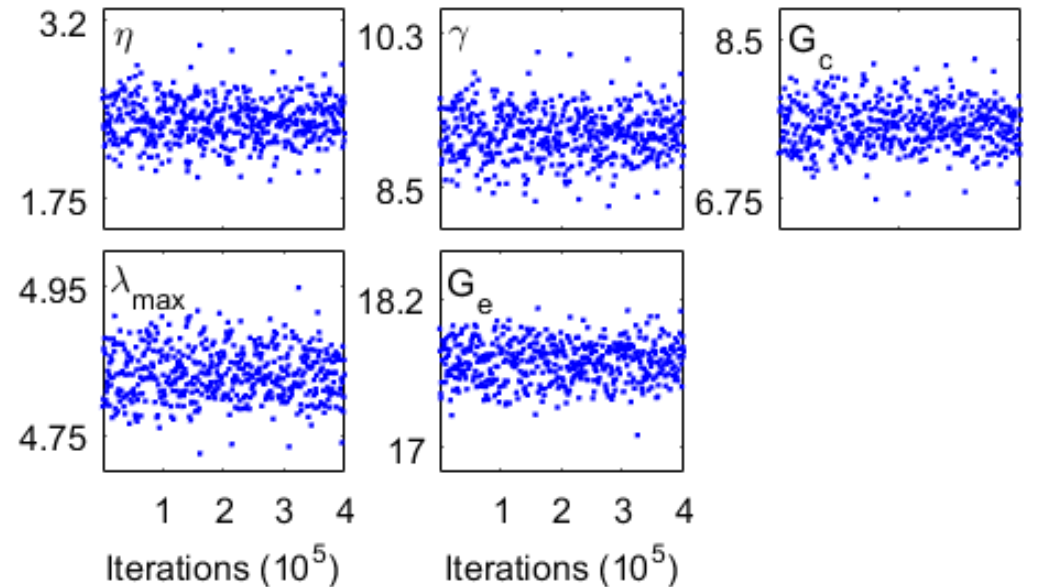 3.2
η
1.75
10.3
γ
8.5
8.5
G_c
6.75
4.95
λ_max
4.75
1 2 3 4
Iterations (10^5)
18.2
G_e
17
1 2 3 4
Iterations (10^5)